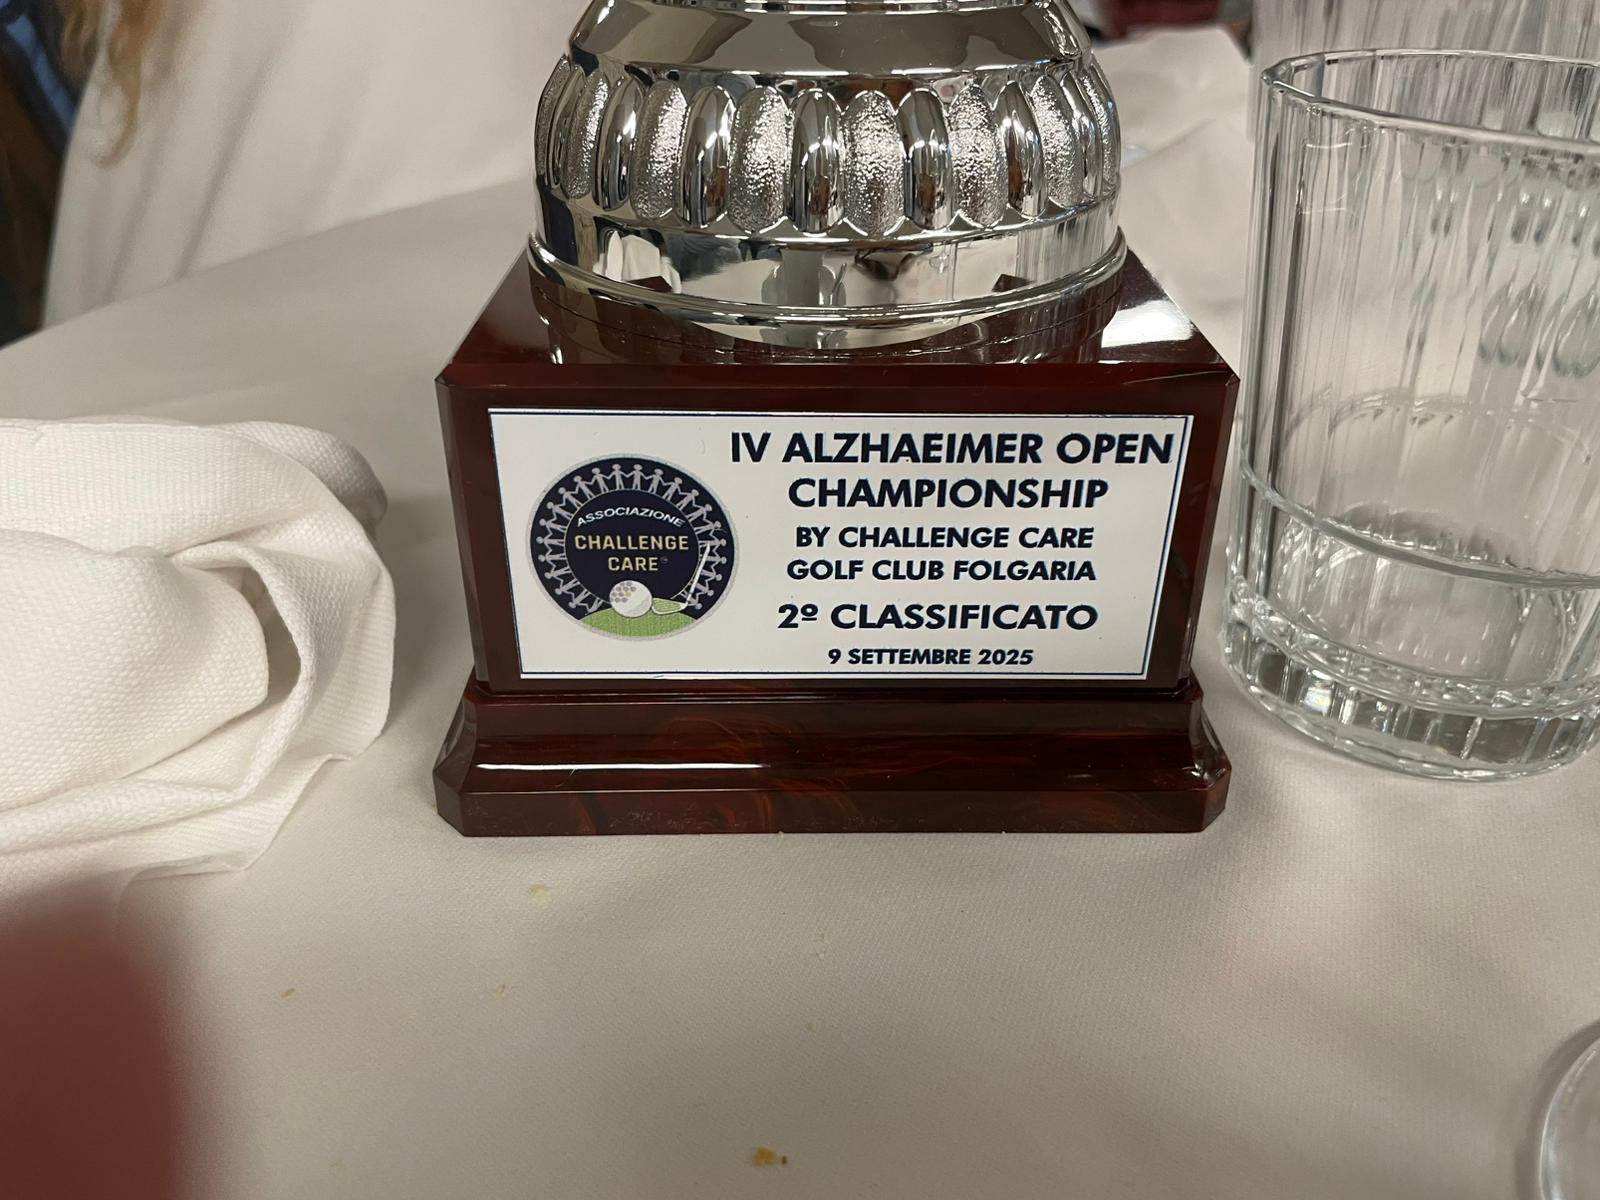 ASSOCIAZIONE
CHALLENGE
CARE
IV ALZHAEIMER OPEN
CHAMPIONSHIP
BY CHALLENGE CARE
GOLF CLUB FOLGARIA
2º CLASSIFICATO
9 SETTEMBRE 2025